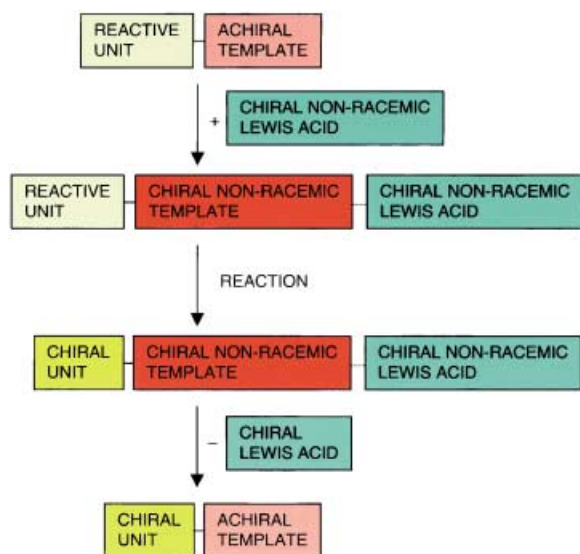 REACTIVE UNIT
ACHIRAL TEMPLATE
+
CHIRAL NON-RACEMIC
LEWIS ACID
REACTIVE
UNIT
CHIRAL NON-RACEMIC
TEMPLATE
CHIRAL NON-RACEMIC
LEWIS ACID
REACTION
CHIRAL
UNIT
CHIRAL NON-RACEMIC
TEMPLATE
CHIRAL NON-RACEMIC
LEWIS ACID
–
CHIRAL
LEWIS ACID
CHIRAL
UNIT
ACHIRAL
TEMPLATE